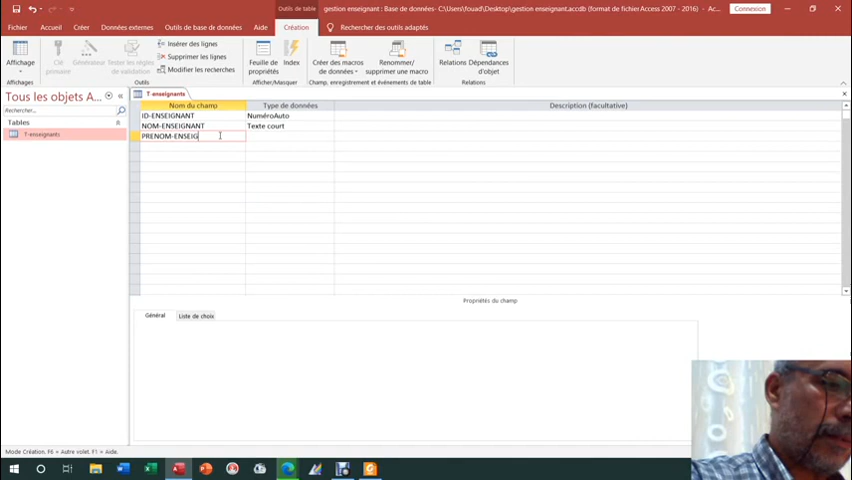 Outils de table
gestion enseignant : Base de données- C:\Users\fouad\Desktop\gestion enseignant.accdb (format de fichier Access 2007 - 2016) - Ac...
Connexion
Fichier Accueil Créer Données externes Outils de base de données Aide Création Rechercher des outils adaptés
Affichage
Clé primaire
Générateur
Tester les règles de validation
Insérer des lignes
Supprimer les lignes
Modifier les recherches
Feuille de propriétés
Index
Créer des macros de données
Renommer/ supprimer une macro
Relations
Dépendances d'objet
Affichages Outils Afficher/Masquer Champ, enregistrement et événements de table Relations
Tous les objets A...
Rechercher...
Tables
T-enseignants
T-enseignants
Nom du champ Type de données Description (facultative)
ID-ENSEIGNANT NuméroAuto
NOM-ENSEIGNANT Texte court
PRENOM-ENSEIG
Propriétés du champ
Général Liste de choix
Mode Création. F6 = Autre volet. F1 = Aide.